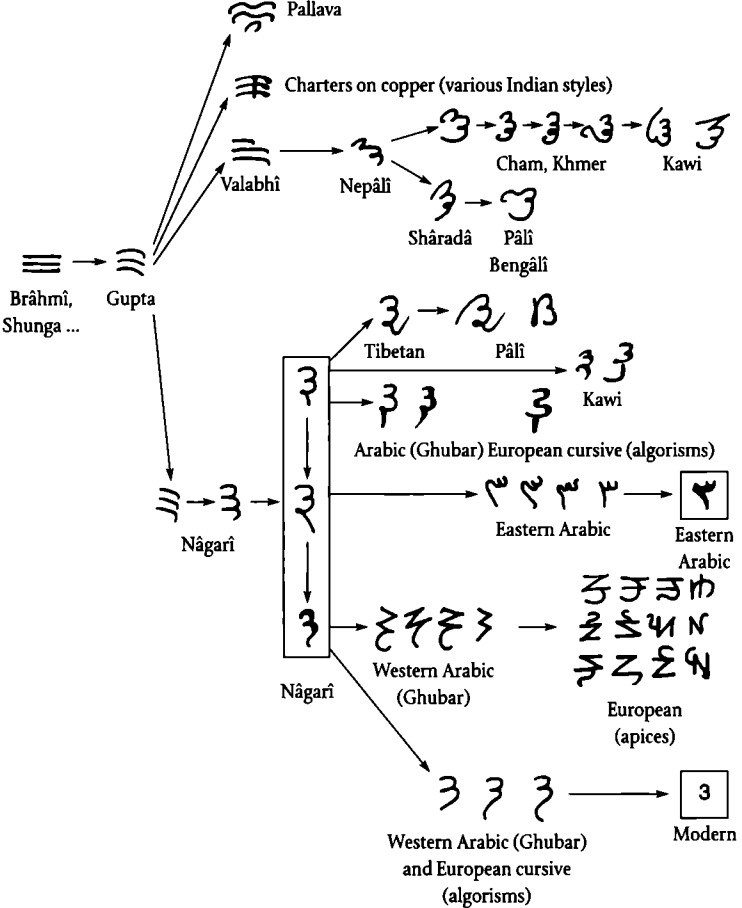 Pallava
Charters on copper (various Indian styles)
Valabhî
Nepâlî
Cham, Khmer
Kawi
Shâradâ
Pâlî
Bengâlî
Brâhmî,
Shunga ...
Gupta
Tibetan
Pâlî
Kawi
Arabic (Ghubar) European cursive (algorisms)
Nâgarî
Eastern Arabic
Eastern
Arabic
Nâgarî
Western Arabic
(Ghubar)
European
(apices)
3
Modern
Western Arabic (Ghubar)
and European cursive
(algorisms)